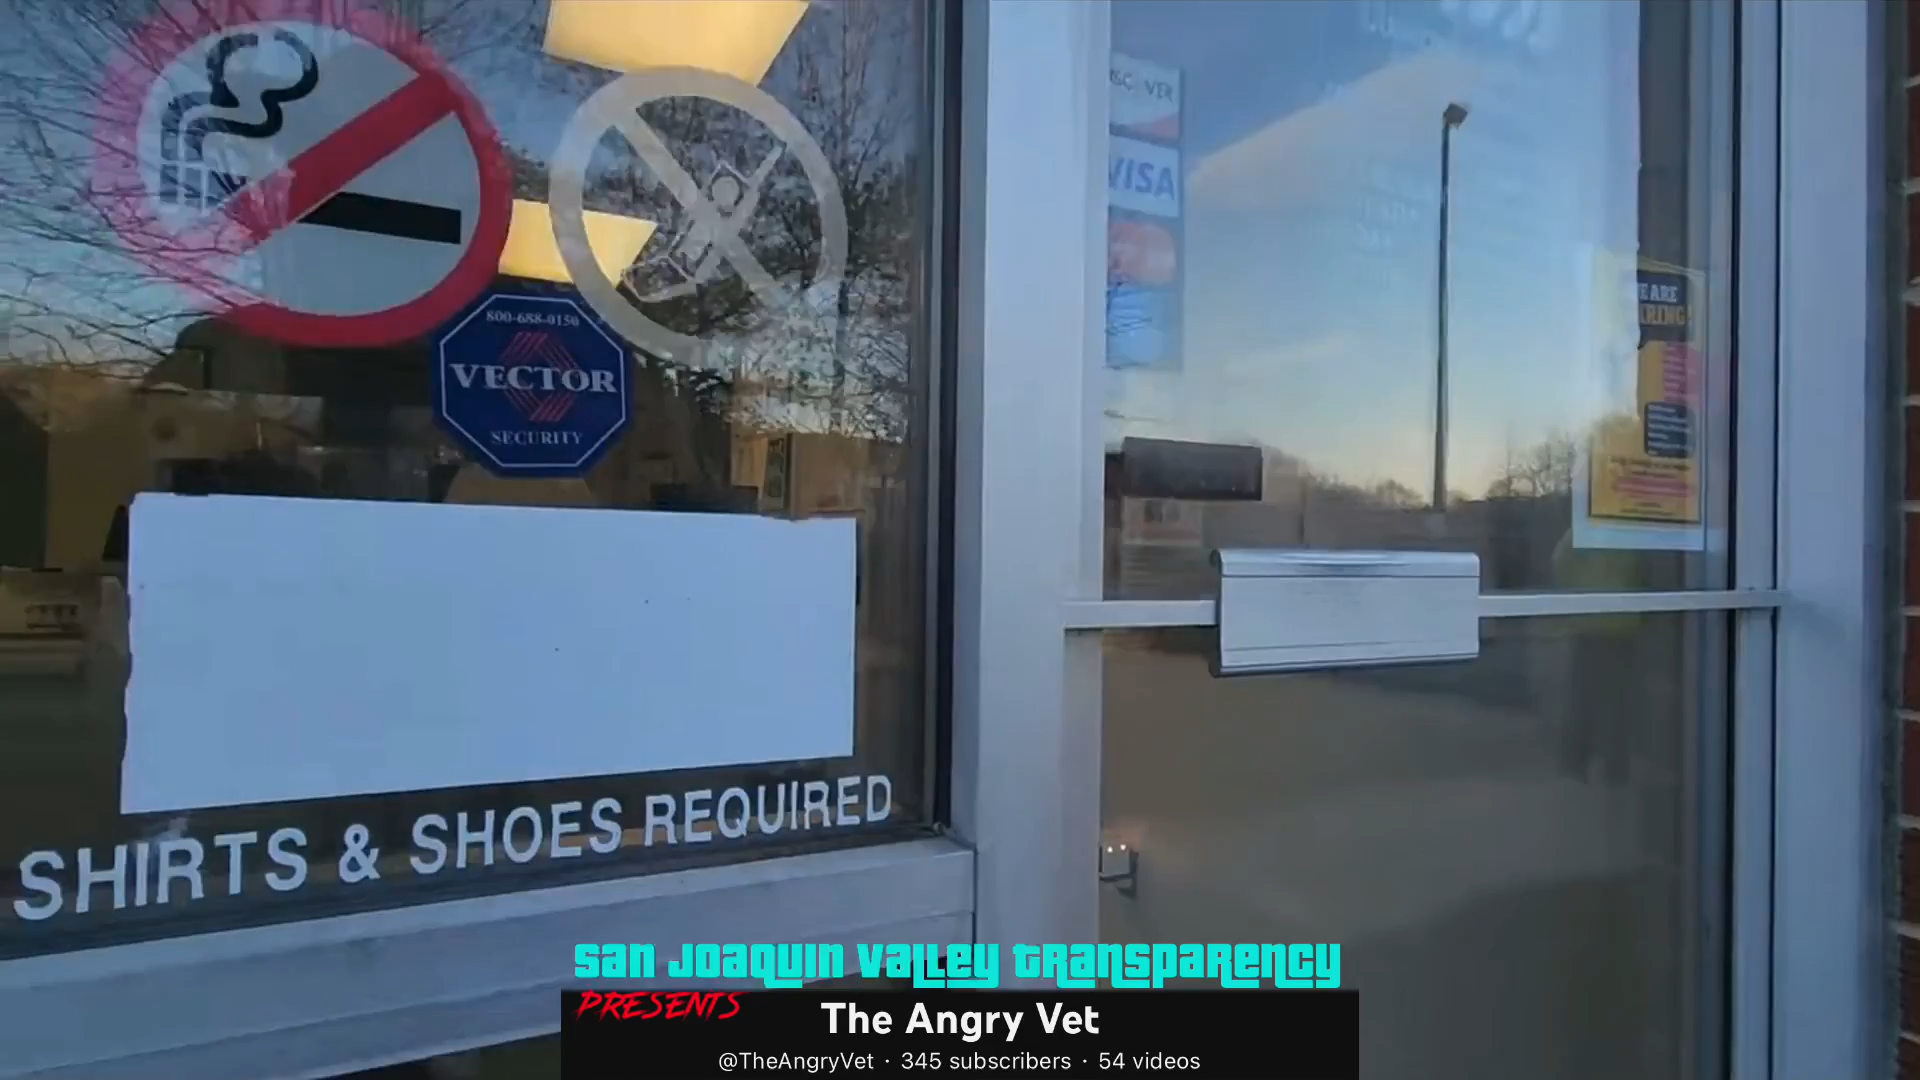 800-688-0150
VECTOR
SECURITY
VISA
SHIRTS & SHOES REQUIRED
San Joaquin Valley Transparency
PRESENTS
The Angry Vet
@TheAngryVet · 345 subscribers · 54 videos